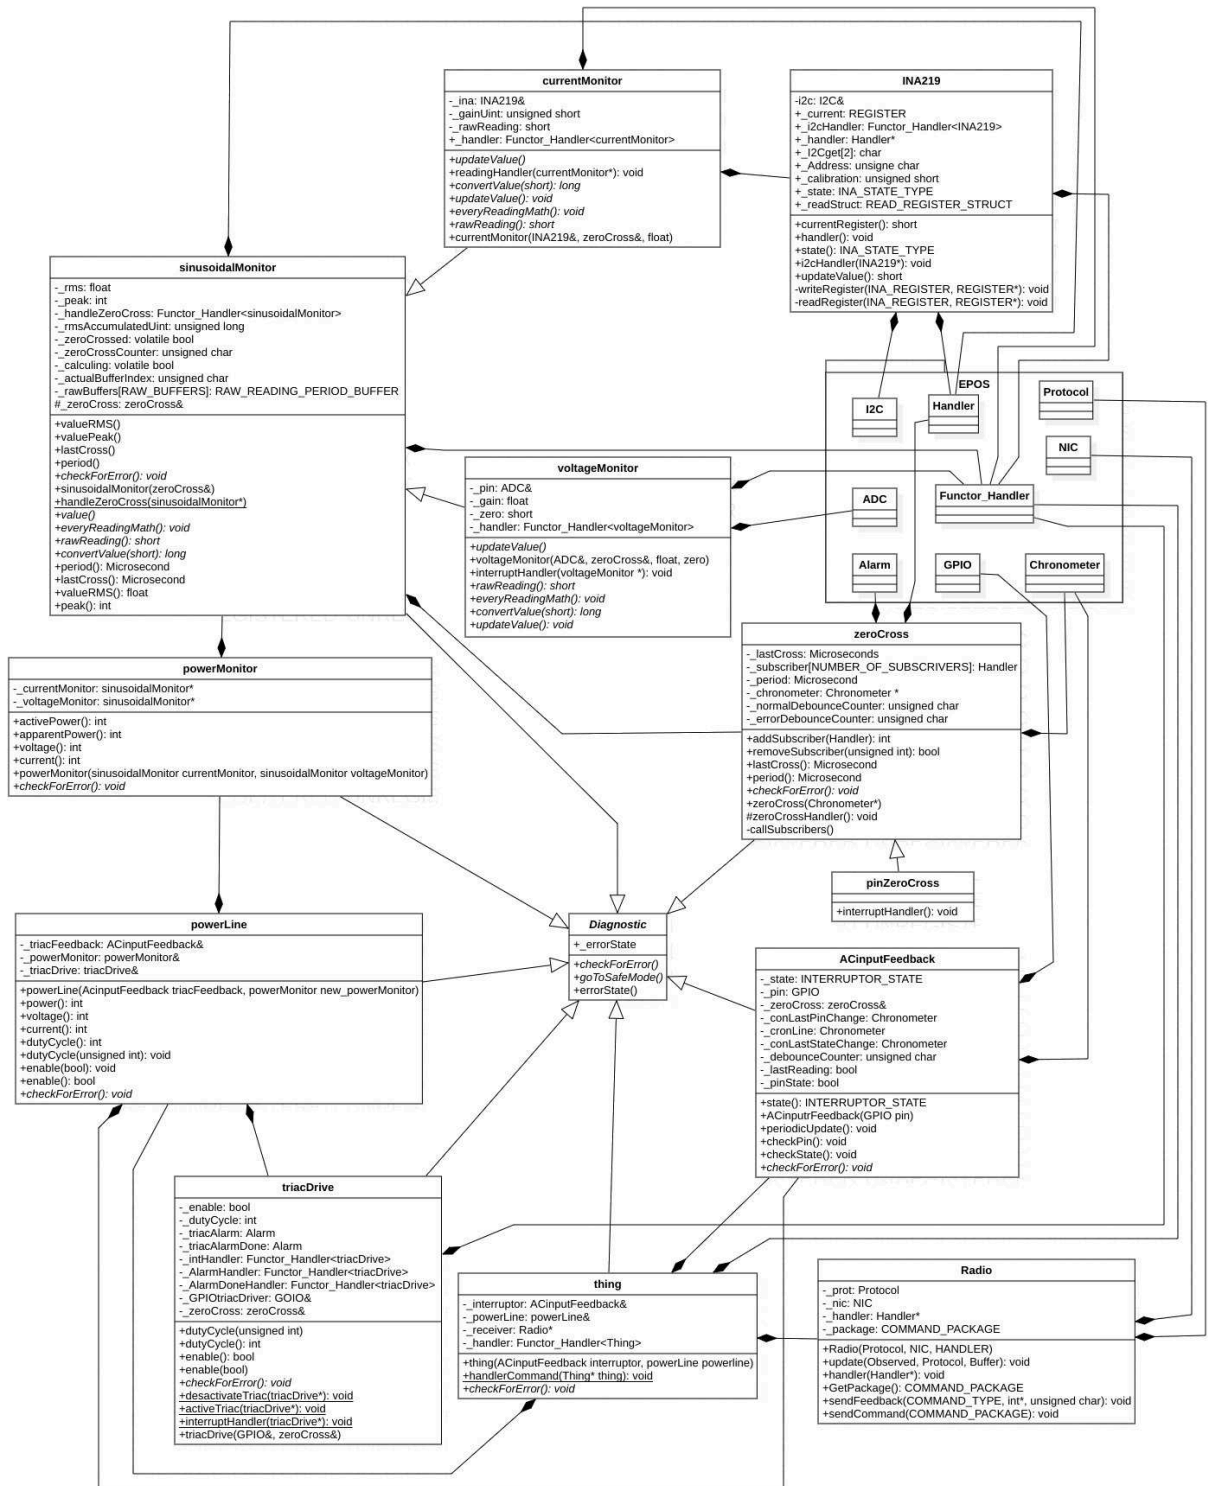 currentMonitor
-_ina: INA219&
-_gainUint: unsigned short
-_rawReading: short
+_handler: Functor_Handler<currentMonitor>
+updateValue()
+readingHandler(currentMonitor*): void
+convertValue(short): long
+updateValue(): void
+everyReadingMath(): void
+rawReading(): short
+currentMonitor(INA219&, zeroCross&, float)
INA219
-i2c: I2C&
+_current: REGISTER
+_i2cHandler: Functor_Handler<INA219>
+_handler: Handler*
+_I2Cget[2]: char
+_Address: unsigne char
+_calibration: unsigned short
+_state: INA_STATE_TYPE
+_readStruct: READ_REGISTER_STRUCT
+currentRegister(): short
+handler(): void
+state(): INA_STATE_TYPE
+i2cHandler(INA219*): void
+updateValue(): short
-writeRegister(INA_REGISTER, REGISTER*): void
-readRegister(INA_REGISTER, REGISTER*): void
sinusoidalMonitor
-_rms: float
-_peak: int
-_handleZeroCross: Functor_Handler<sinusoidalMonitor>
-_rmsAccumulatedUint: unsigned long
-_zeroCrossed: volatile bool
-_zeroCrossCounter: unsigned char
-_calculing: volatile bool
-_actualBufferIndex: unsigned char
-_rawBuffers[RAW_BUFFERS]: RAW_READING_PERIOD_BUFFER
#_zeroCross: zeroCross&
+valueRMS()
+valuePeak()
+lastCross()
+period()
+checkForError(): void
+sinusoidalMonitor(zeroCross&)
+handleZeroCross(sinusoidalMonitor*)
+value()
+everyReadingMath(): void
+rawReading(): short
+convertValue(short): long
+period(): Microsecond
+lastCross(): Microsecond
+valueRMS(): float
+peak(): int
EPOS
I2C
Handler
Protocol
NIC
ADC
Functor_Handler
Alarm
GPIO
Chronometer
voltageMonitor
-_pin: ADC&
-_gain: float
-_zero: short
-_handler: Functor_Handler<voltageMonitor>
+updateValue()
+voltageMonitor(ADC&, zeroCross&, float, zero)
+interruptHandler(voltageMonitor *): void
+rawReading(): short
+everyReadingMath(): void
+convertValue(short): long
+updateValue(): void
zeroCross
-_lastCross: Microseconds
-_subscriber[NUMBER_OF_SUBSCRIVERS]: Handler
-_period: Microsecond
-_chronometer: Chronometer *
-_normalDebounceCounter: unsigned char
-_errorDebounceCounter: unsigned char
+addSubscriber(Handler): int
+removeSubscriber(unsigned int): bool
+lastCross(): Microsecond
+period(): Microsecond
+checkForError(): void
+zeroCross(Chronometer*)
#zeroCrossHandler(): void
-callSubscribers()
powerMonitor
-_currentMonitor: sinusoidalMonitor*
-_voltageMonitor: sinusoidalMonitor*
+activePower(): int
+apparentPower(): int
+voltage(): int
+current(): int
+powerMonitor(sinusoidalMonitor currentMonitor, sinusoidalMonitor voltageMonitor)
+checkForError(): void
pinZeroCross
+interruptHandler(): void
powerLine
-_triacFeedback: ACinputFeedback&
-_powerMonitor: powerMonitor&
-_triacDrive: triacDrive&
+powerLine(AcinputFeedback triacFeedback, powerMonitor new_powerMonitor)
+power(): int
+voltage(): int
+current(): int
+dutyCycle(): int
+dutyCycle(unsigned int): void
+enable(bool): void
+enable(): bool
+checkForError(): void
Diagnostic
+_errorState
+checkForError()
+goToSafeMode()
+errorState()
ACinputFeedback
-_state: INTERRUPTOR_STATE
-_pin: GPIO
-_zeroCross: zeroCross&
-_conLastPinChange: Chronometer
-_cronLine: Chronometer
-_conLastStateChange: Chronometer
-_debounceCounter: unsigned char
-_lastReading: bool
-_pinState: bool
+state(): INTERRUPTOR_STATE
+ACinputrFeedback(GPIO pin)
+periodicUpdate(): void
+checkPin(): void
+checkState(): void
+checkForError(): void
triacDrive
-_enable: bool
-_dutyCycle: int
-_triacAlarm: Alarm
-_triacAlarmDone: Alarm
-_intHandler: Functor_Handler<triacDrive>
-_AlarmHandler: Functor_Handler<triacDrive>
-_AlarmDoneHandler: Functor_Handler<triacDrive>
-_GPIOtriacDriver: GOIO&
-_zeroCross: zeroCross&
+dutyCycle(unsigned int)
+dutyCycle(): int
+enable(): bool
+enable(bool)
+checkForError(): void
+desactivateTriac(triacDrive*): void
+activeTriac(triacDrive*): void
+interruptHandler(triacDrive*): void
+triacDrive(GPIO&, zeroCross&)
thing
-_interruptor: ACinputFeedback&
-_powerLine: powerLine&
-_receiver: Radio*
-_handler: Functor_Handler<Thing>
+thing(ACinputFeedback interruptor, powerLine powerline)
+handlerCommand(Thing* thing): void
+checkForError(): void
Radio
-_prot: Protocol
-_nic: NIC
-_handler: Handler*
-_package: COMMAND_PACKAGE
+Radio(Protocol, NIC, HANDLER)
+update(Observed, Protocol, Buffer): void
+handler(Handler*): void
+GetPackage(): COMMAND_PACKAGE
+sendFeedback(COMMAND_TYPE, int*, unsigned char): void
+sendCommand(COMMAND_PACKAGE): void